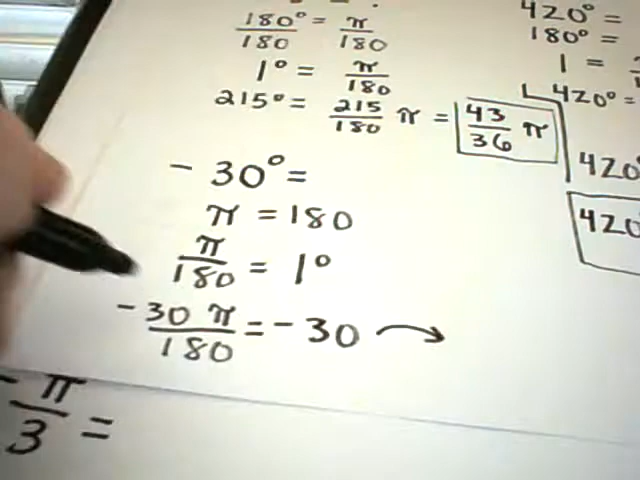 180° = π
180 180
1° = π/180
215° = 215/180 π = 43/36 π
- 30° =
π = 180
π/180 = 1°
-30 π/180 = - 30
420° =
180° =
1 =
420° =
420
420
- π/3 =